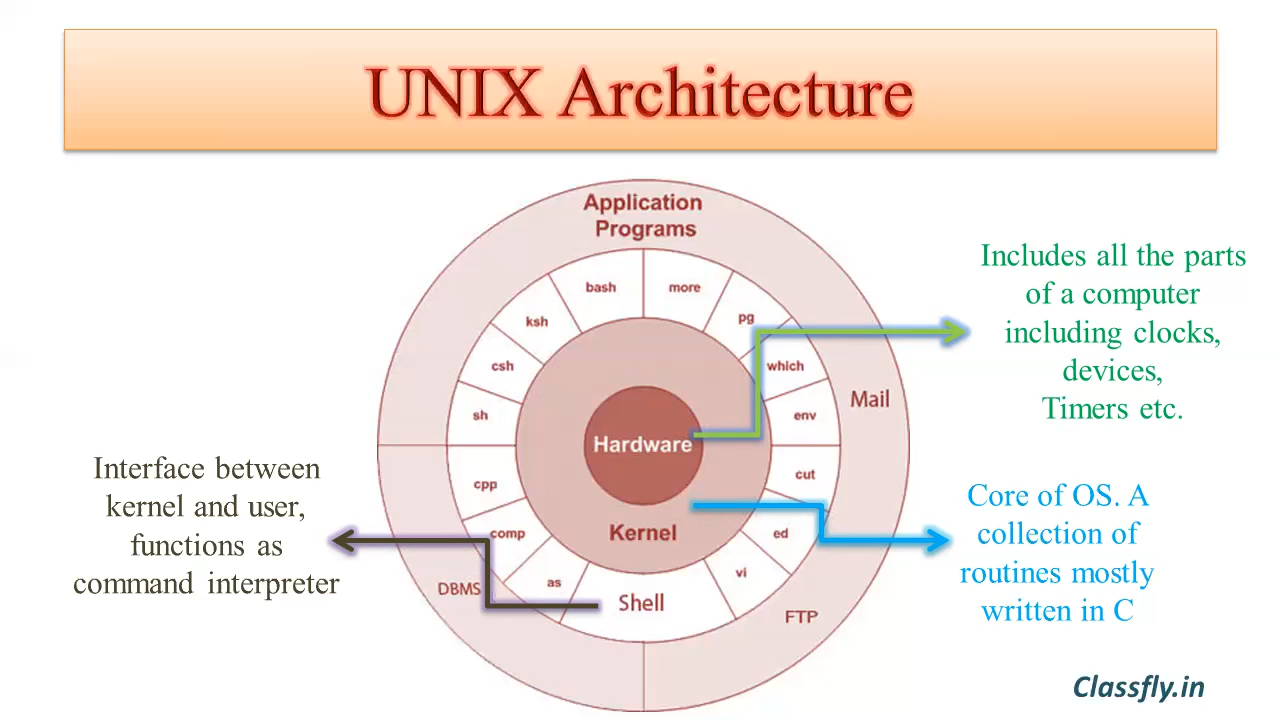 UNIX Architecture
Application
Programs
bash
more
ksh
pg
csh
which
sh
env
Mail
Hardware
cpp
cut
Kernel
comp
ed
as
vi
Shell
DBMS
FTP
Includes all the parts
of a computer
including clocks,
devices,
Timers etc.
Interface between
kernel and user,
functions as
command interpreter
Core of OS. A
collection of
routines mostly
written in C
Classfly.in